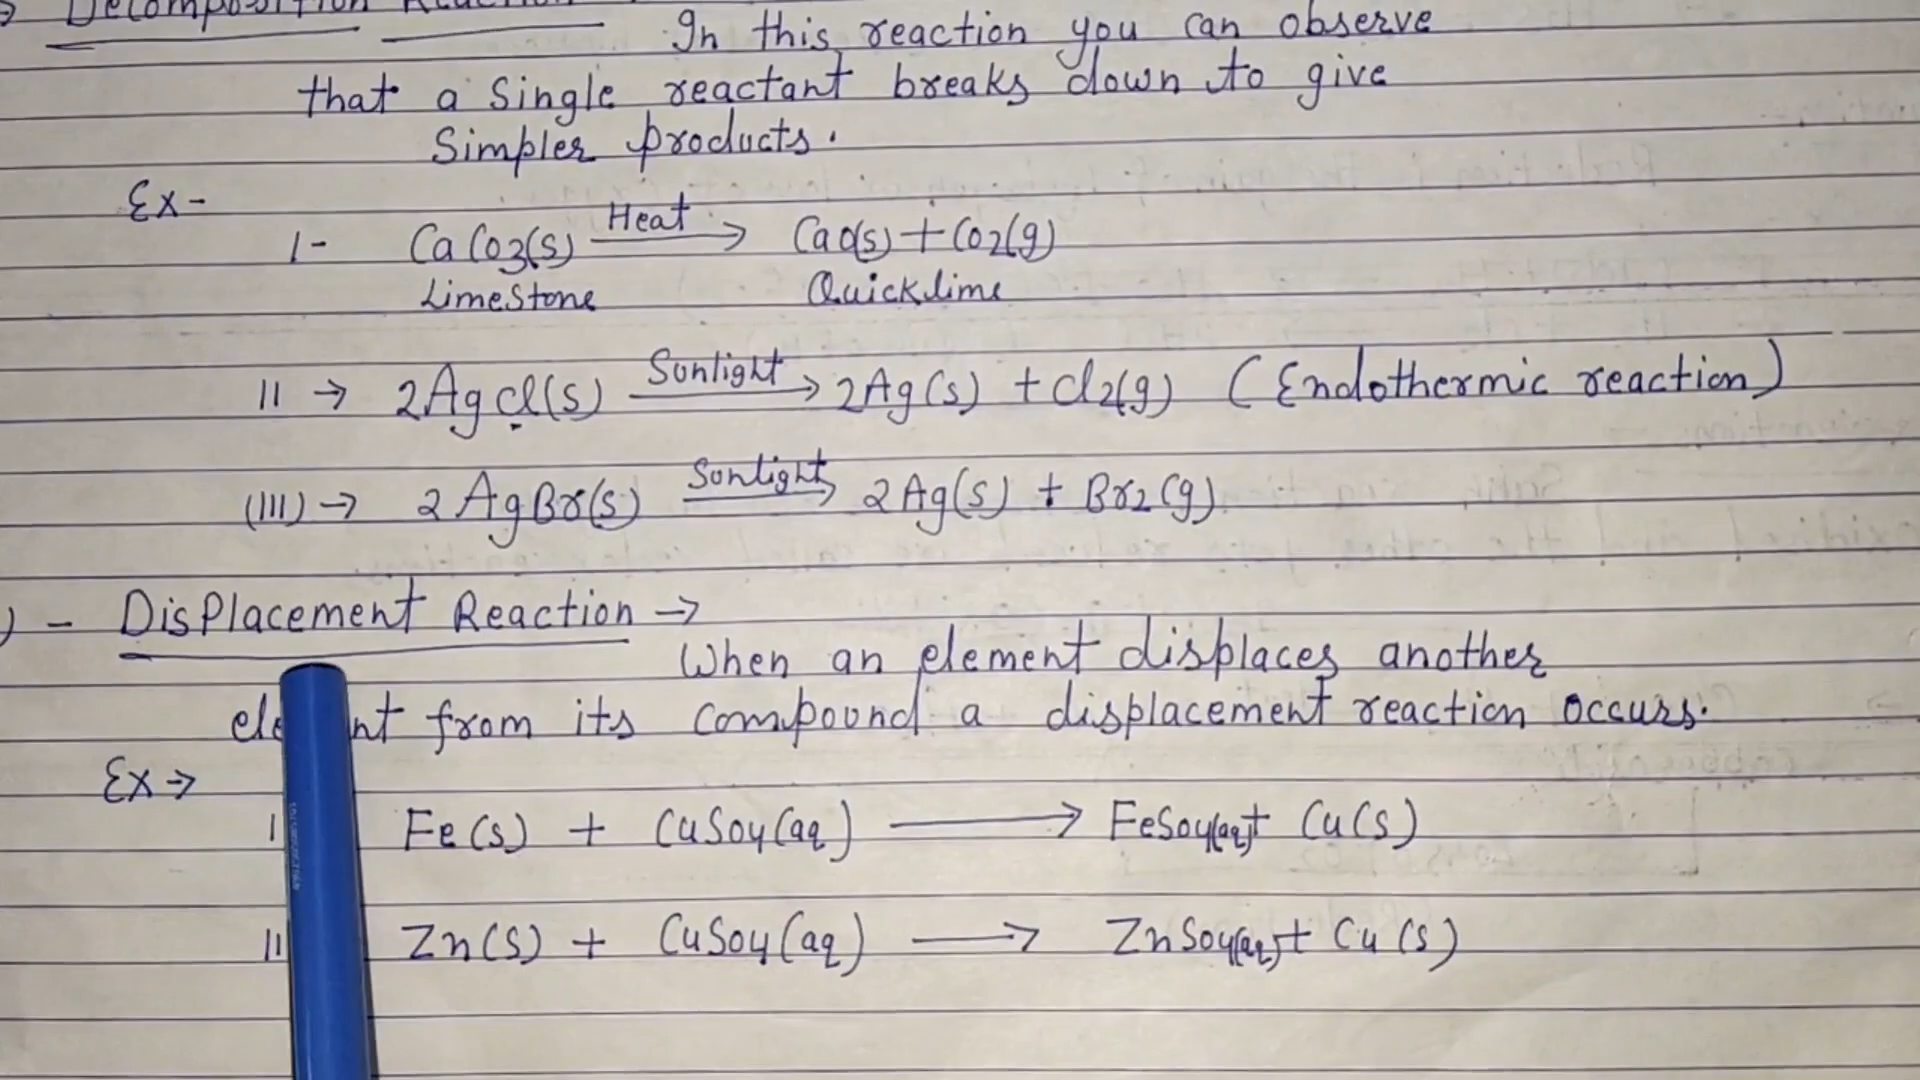 Decomposition Reaction
In this reaction you can observe
that a Single reactant breaks down to give
Simpler products.
Ex-
1- CaCO3(s) Heat → CaO(s) + CO2(g)
Limestone Quicklime
II → 2AgCl(s) Sunlight → 2Ag(s) + Cl2(g) (Endothermic reaction)
(III) → 2AgBr(s) Sunlight → 2Ag(s) + Br2(g)
) - Displacement Reaction →
When an element displaces another
from its compound a displacement reaction occurs.
Ex →
I Fe(s) + CuSO4(aq) → FeSO4(aq) + Cu(s)
II Zn(s) + CuSO4(aq) → ZnSO4(aq) + Cu(s)